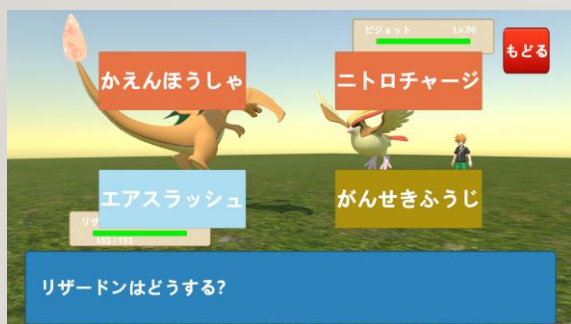 ピジョット Lv.50
もどる
かえんほうしゃ
ニトロチャージ
エアスラッシュ
がんせきふうじ
リザ
153/153
リザードンはどうする?